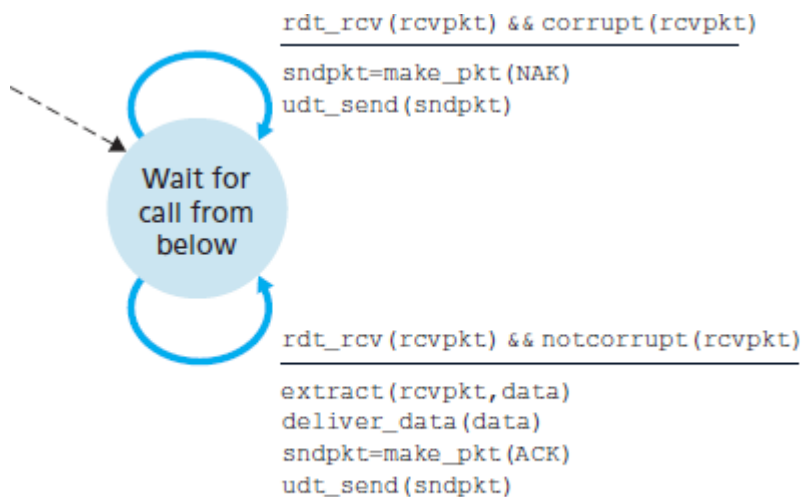 rdt_rcv(rcvpkt) && corrupt(rcvpkt)
sndpkt=make_pkt(NAK)
udt_send(sndpkt)
Wait for
call from
below
rdt_rcv(rcvpkt) && notcorrupt(rcvpkt)
extract(rcvpkt,data)
deliver_data(data)
sndpkt=make_pkt(ACK)
udt_send(sndpkt)